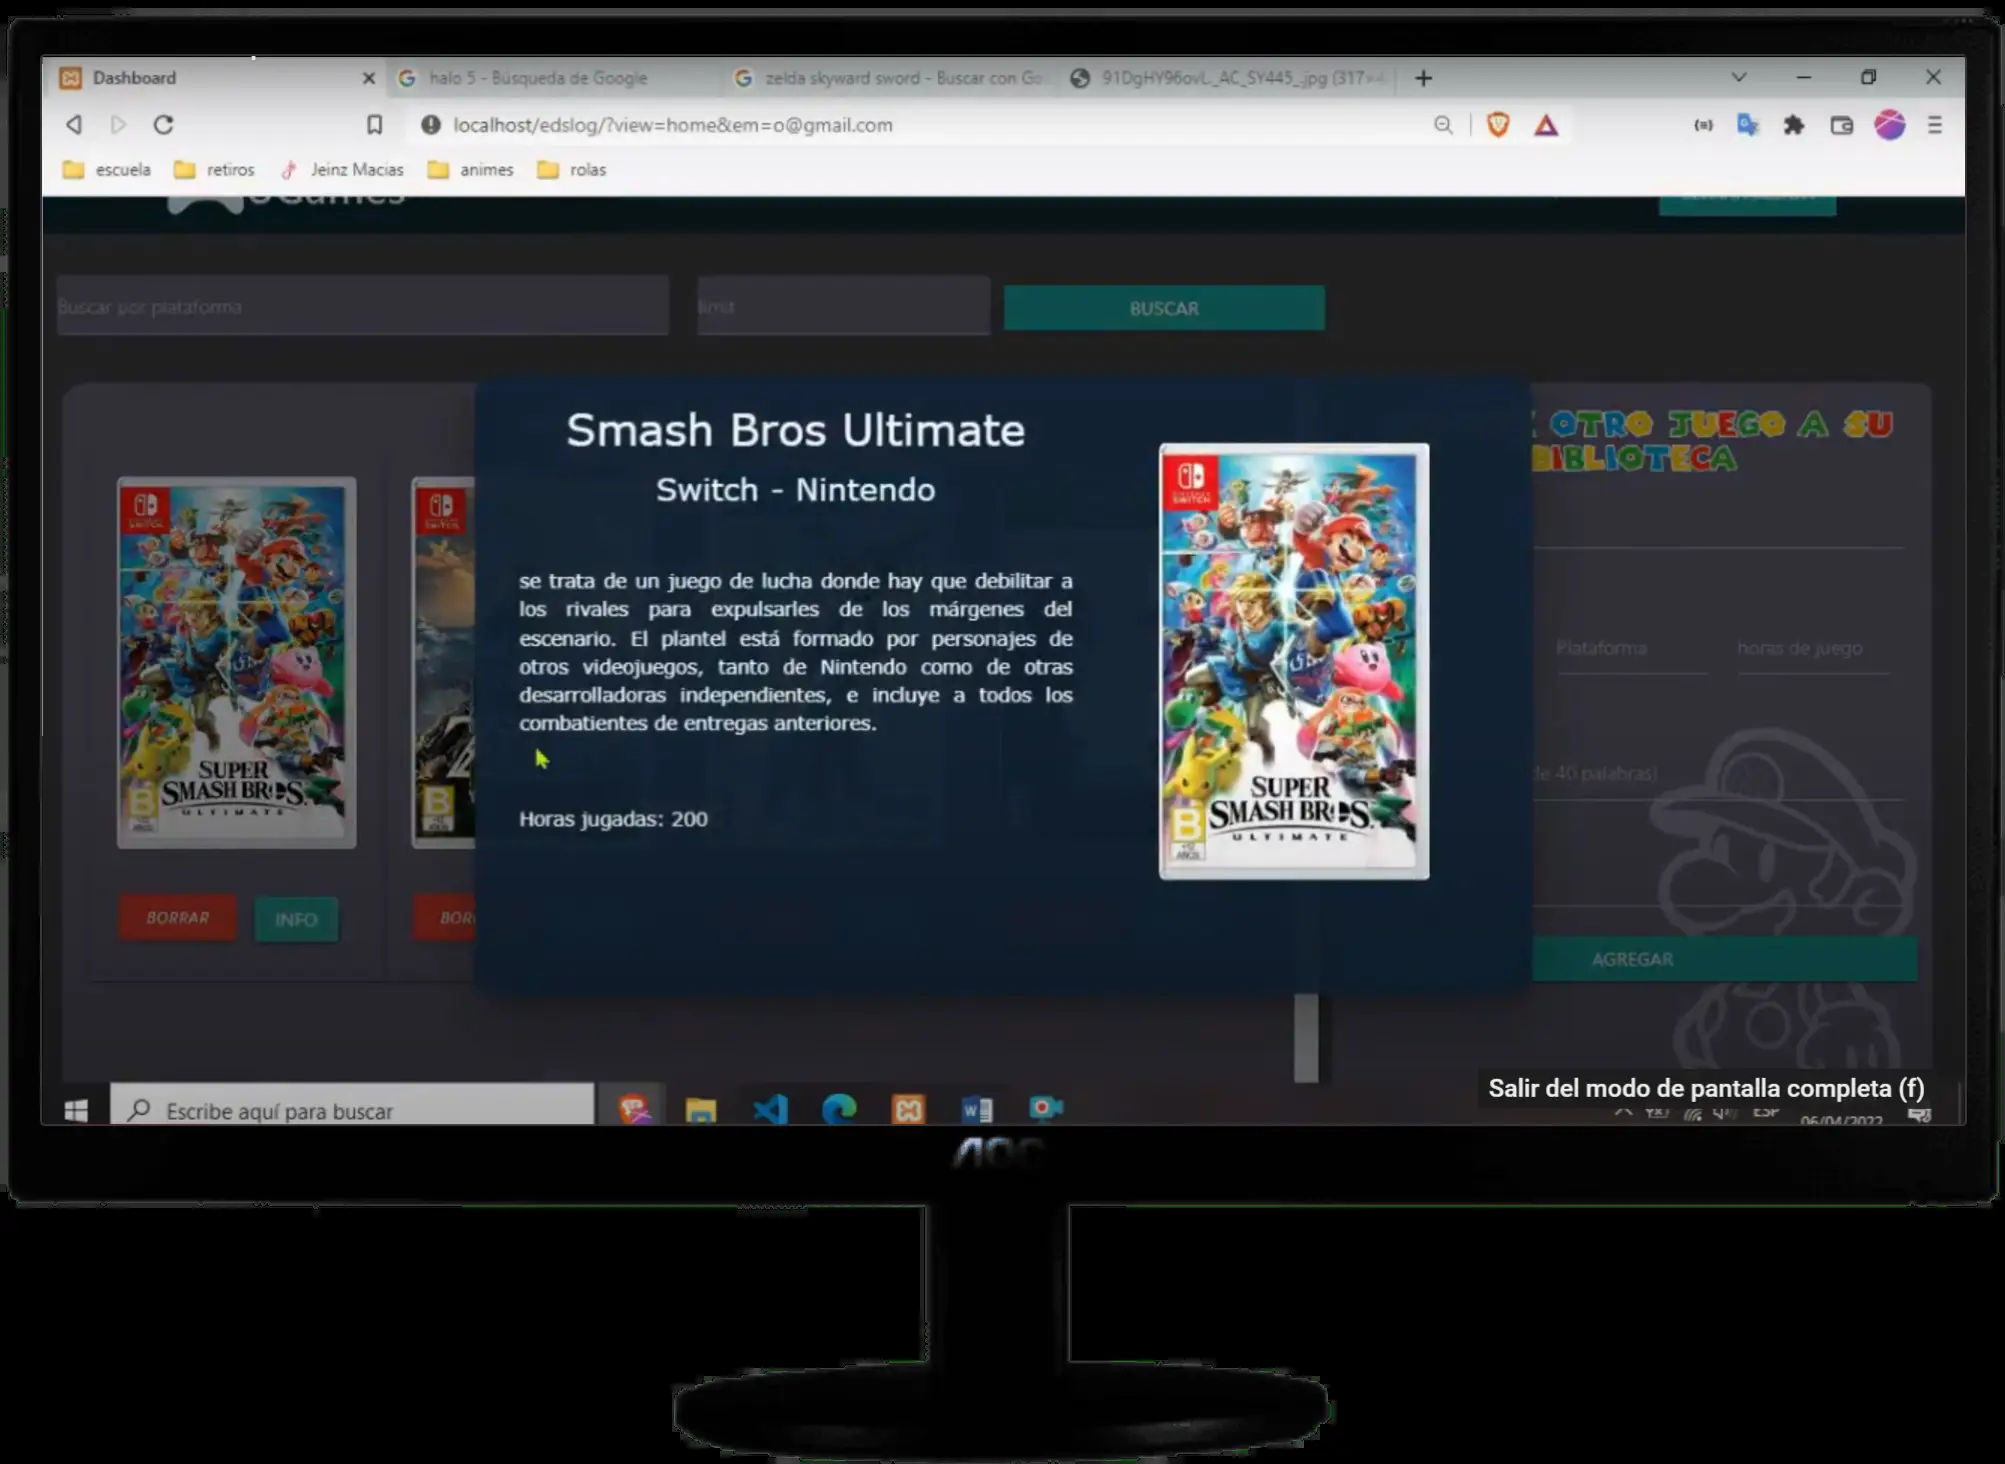 Dashboard
halo 5 - Búsqueda de Google
zelda skyward sword - Buscar con Go
91DgHY96ovL._AC_SY445_.jpg (317×4
localhost/edslog/?view=home&em=o@gmail.com
escuela
retiros
Jeinz Macias
animes
rolas
Buscar por plataforma
limit
BUSCAR
Smash Bros Ultimate
Switch - Nintendo
se trata de un juego de lucha donde hay que debilitar a
los rivales para expulsarles de los márgenes del
escenario. El plantel está formado por personajes de
otros videojuegos, tanto de Nintendo como de otras
desarrolladoras independientes, e incluye a todos los
combatientes de entregas anteriores.
Horas jugadas: 200
SWITCH
SUPER
SMASH BROS.
ULTIMATE
B
SWITCH
SUPER
SMASH BROS.
ULTIMATE
B
SWITCH
B
BORRAR
INFO
BOR
OTRO JUEGO A SU
BIBLIOTECA
Plataforma
horas de juego
de 40 palabras)
AGREGAR
Salir del modo de pantalla completa (f)
Escribe aquí para buscar
ESP
06/04/2022
AOC